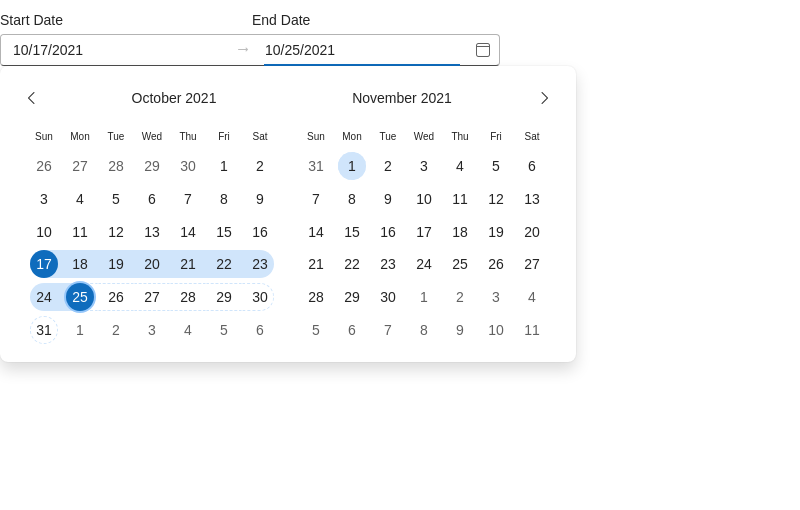 Start Date End Date
10/17/2021 → 10/25/2021
October 2021 November 2021
Sun Mon Tue Wed Thu Fri Sat Sun Mon Tue Wed Thu Fri Sat
26 27 28 29 30 1 2 31 1 2 3 4 5 6
3 4 5 6 7 8 9 7 8 9 10 11 12 13
10 11 12 13 14 15 16 14 15 16 17 18 19 20
17 18 19 20 21 22 23 21 22 23 24 25 26 27
24 25 26 27 28 29 30 28 29 30 1 2 3 4
31 1 2 3 4 5 6 5 6 7 8 9 10 11